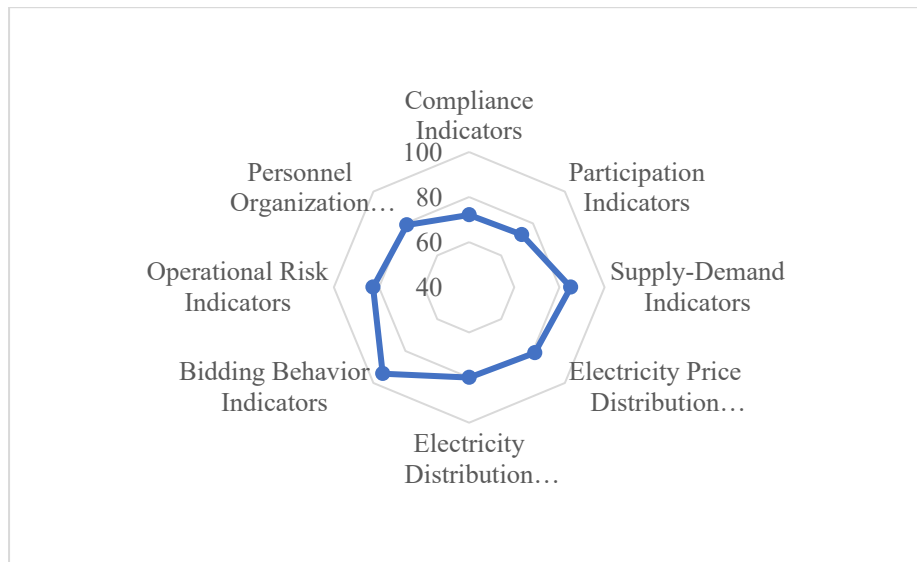 Compliance
Indicators
100
80
60
40
Participation
Indicators
Supply-Demand
Indicators
Electricity Price
Distribution…
Electricity
Distribution…
Bidding Behavior
Indicators
Operational Risk
Indicators
Personnel
Organization…